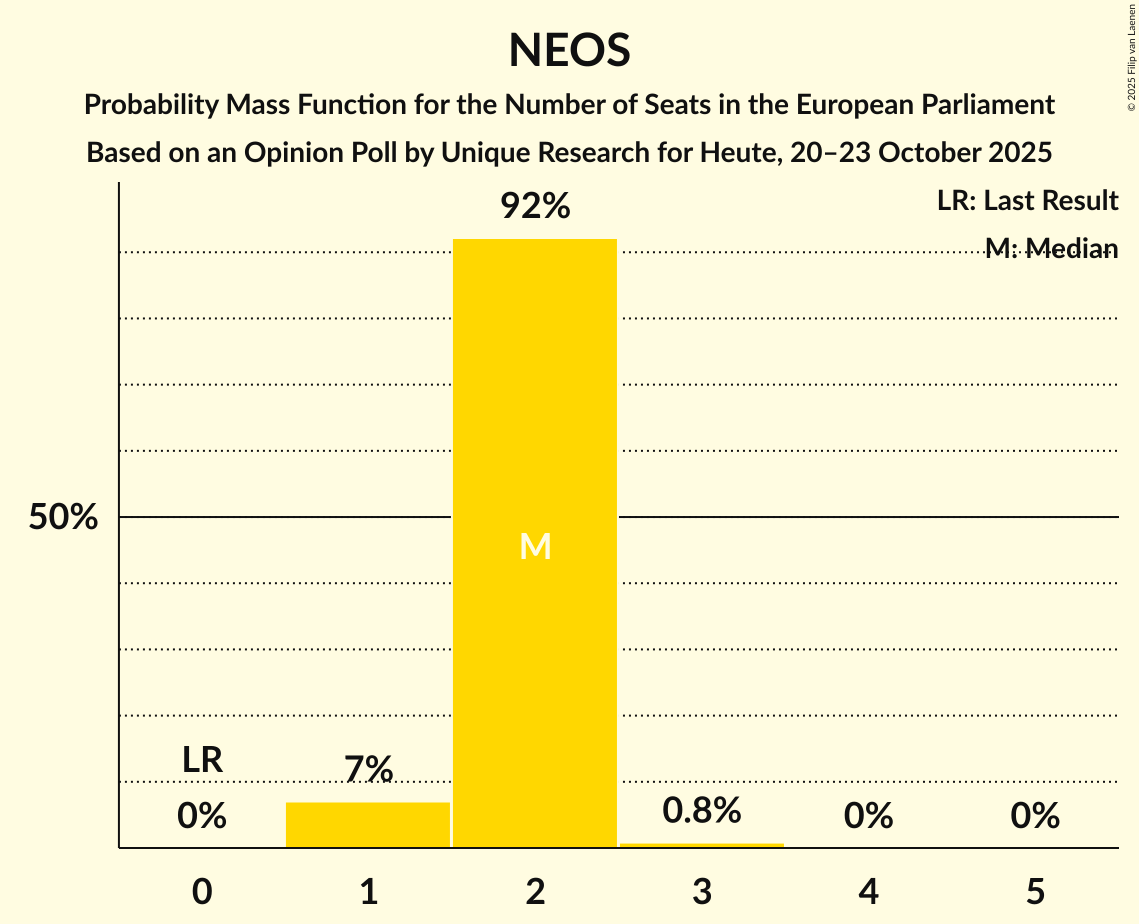 NEOS
Probability Mass Function for the Number of Seats in the European Parliament
Based on an Opinion Poll by Unique Research for Heute, 20–23 October 2025
© 2025 Filip van Laenen
LR: Last Result
M: Median
92%
50%
M
LR
7%
0%
0.8%
0%
0%
0
1
2
3
4
5